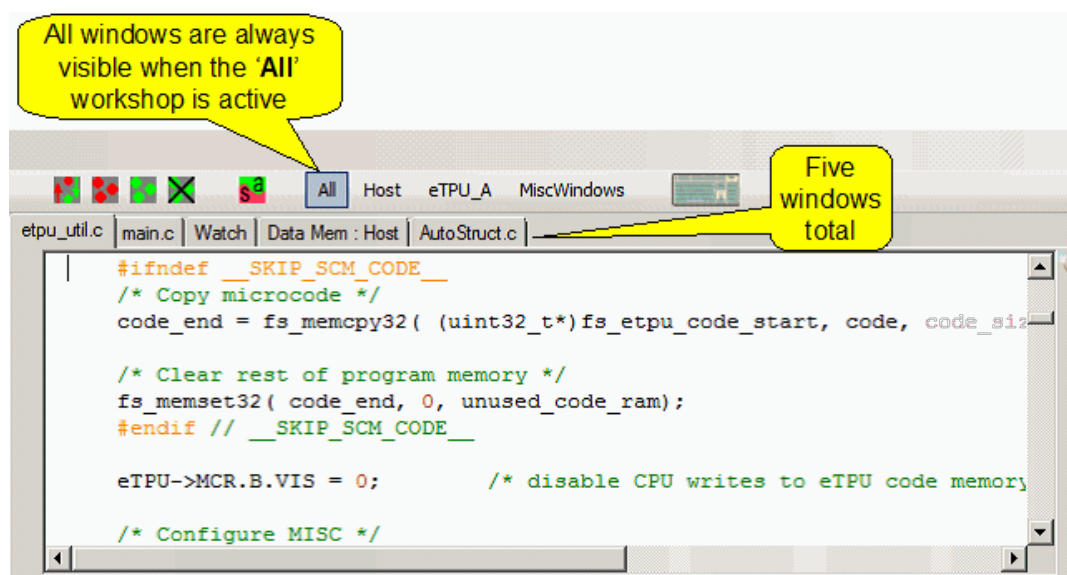 All windows are always
visible when the ‘All’
workshop is active
Five
windows
total
s a
All Host eTPU_A MiscWindows
etpu_util.c main.c Watch Data Mem : Host AutoStruct.c
#ifndef __SKIP_SCM_CODE__
/* Copy microcode */
code_end = fs_memcpy32( (uint32_t*)fs_etpu_code_start, code, code_siz
/* Clear rest of program memory */
fs_memset32( code_end, 0, unused_code_ram);
#endif // __SKIP_SCM_CODE__
eTPU->MCR.B.VIS = 0; /* disable CPU writes to eTPU code memory
/* Configure MISC */